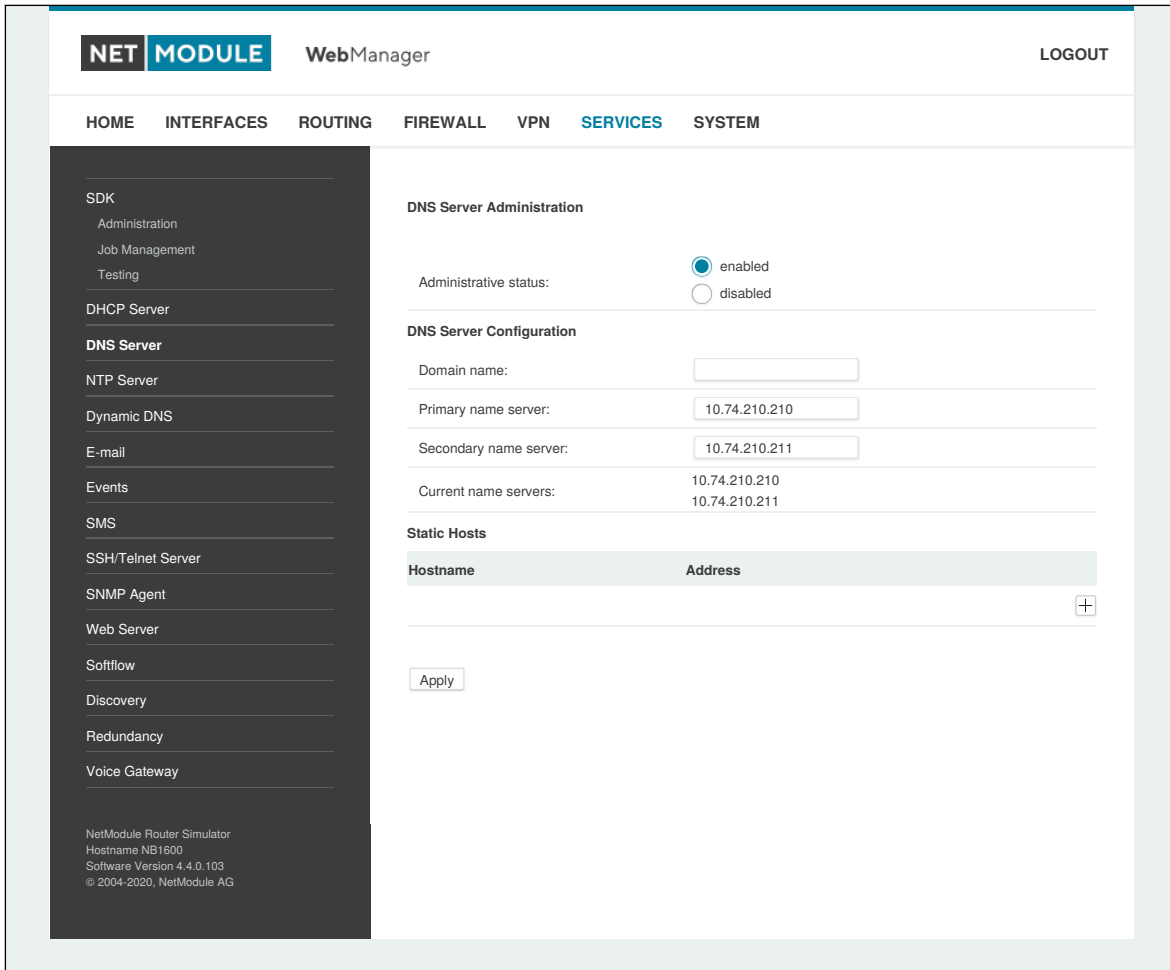 NET MODULE WebManager LOGOUT
HOME INTERFACES ROUTING FIREWALL VPN SERVICES SYSTEM
SDK
Administration
Job Management
Testing
DHCP Server
DNS Server
NTP Server
Dynamic DNS
E-mail
Events
SMS
SSH/Telnet Server
SNMP Agent
Web Server
Softflow
Discovery
Redundancy
Voice Gateway
NetModule Router Simulator
Hostname NB1600
Software Version 4.4.0.103
© 2004-2020, NetModule AG
DNS Server Administration
Administrative status:
enabled
disabled
DNS Server Configuration
Domain name:
Primary name server: 10.74.210.210
Secondary name server: 10.74.210.211
Current name servers:
10.74.210.210
10.74.210.211
Static Hosts
Hostname Address
Apply